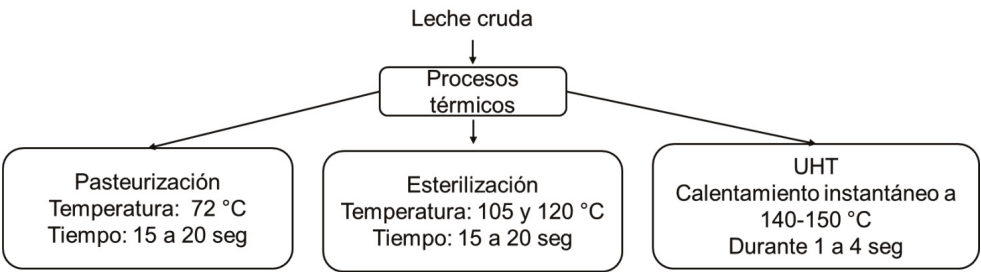 Leche cruda
Procesos
térmicos
Pasteurización
Temperatura: 72 °C
Tiempo: 15 a 20 seg
Esterilización
Temperatura: 105 y 120 °C
Tiempo: 15 a 20 seg
UHT
Calentamiento instantáneo a
140-150 °C
Durante 1 a 4 seg